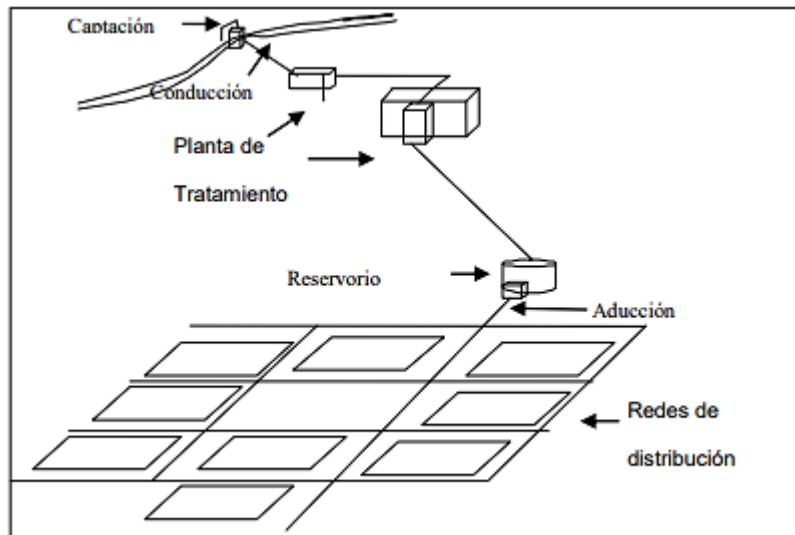 Captación
Conducción
Planta de
Tratamiento
Reservorio
Aducción
Redes de
distribución